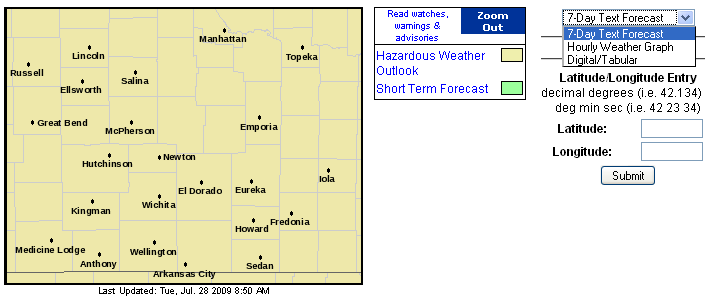 Manhattan
Lincoln
Topeka
Russell
Salina
Ellsworth
Great Bend
McPherson
Emporia
Hutchinson
Newton
Iola
El Dorado
Eureka
Wichita
Kingman
Howard
Fredonia
Medicine Lodge
Wellington
Anthony
Sedan
Arkansas City
Last Updated: Tue, Jul. 28 2009 8:50 AM
Read watches,
warnings &
advisories
Zoom
Out
Hazardous Weather
Outlook
Short Term Forecast
7-Day Text Forecast
7-Day Text Forecast
Hourly Weather Graph
Digital/Tabular
Latitude/Longitude Entry
decimal degrees (i.e. 42.134)
deg min sec (i.e. 42 23 34)
Latitude:
Longitude:
Submit